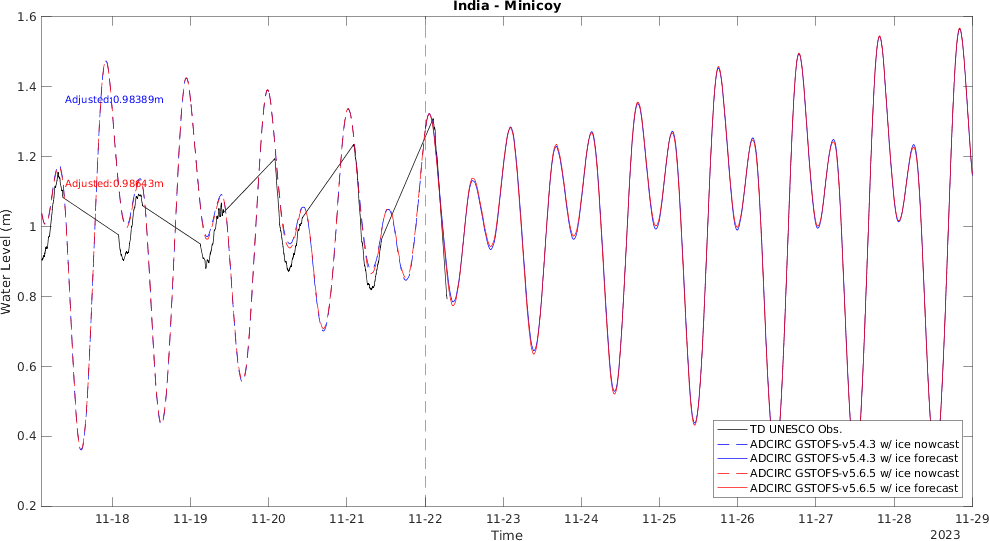 India - Minicoy
1.6
1.4
1.2
1
0.8
0.6
0.4
0.2
Water Level (m)
Adjusted:0.98389m
Adjusted:0.98643m
TD UNESCO Obs.
ADCIRC GSTOFS-v5.4.3 w/ ice nowcast
ADCIRC GSTOFS-v5.4.3 w/ ice forecast
ADCIRC GSTOFS-v5.6.5 w/ ice nowcast
ADCIRC GSTOFS-v5.6.5 w/ ice forecast
11-18 11-19 11-20 11-21 11-22 11-23 11-24 11-25 11-26 11-27 11-28 11-29
2023
Time